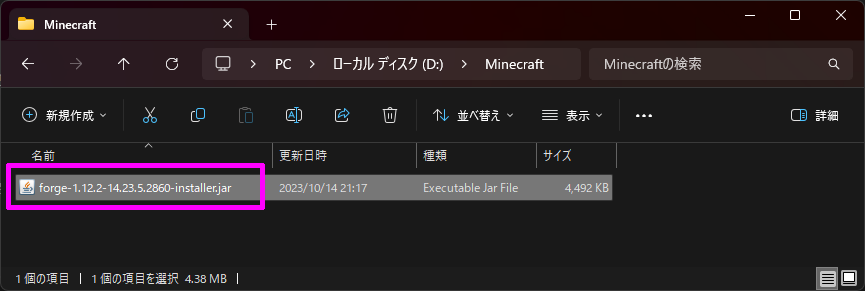 Minecraft
PC > ローカル ディスク (D:) > Minecraft Minecraftの検索
新規作成 並べ替え 表示 詳細
名前 更新日時 種類 サイズ
forge-1.12.2-14.23.5.2860-installer.jar 2023/10/14 21:17 Executable Jar File 4,492 KB
1 個の項目 1 個の項目を選択 4.38 MB